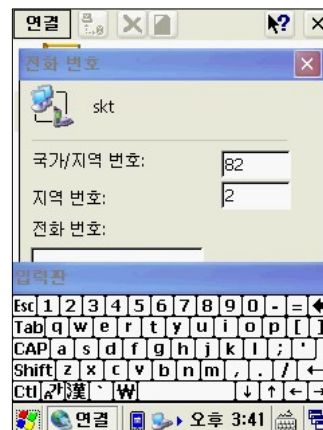 연결
전화 번호
skt
국가/지역 번호: 82
지역 번호: 2
전화 번호:
입력판
Esc 1 2 3 4 5 6 7 8 9 0 - =
Tab q w e r t y u i o p [ ]
CAP a s d f g h j k l ; '
Shift z x c v b n m , . /
Ctl 가 漢 ` ₩
연결 오후 3:41